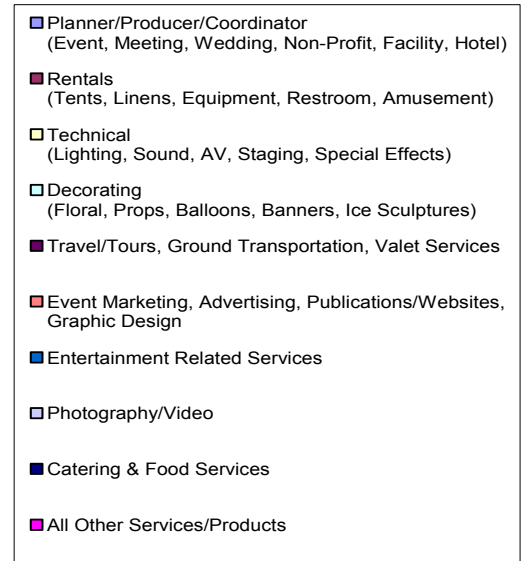 Planner/Producer/Coordinator
(Event, Meeting, Wedding, Non-Profit, Facility, Hotel)
Rentals
(Tents, Linens, Equipment, Restroom, Amusement)
Technical
(Lighting, Sound, AV, Staging, Special Effects)
Decorating
(Floral, Props, Balloons, Banners, Ice Sculptures)
Travel/Tours, Ground Transportation, Valet Services
Event Marketing, Advertising, Publications/Websites,
Graphic Design
Entertainment Related Services
Photography/Video
Catering & Food Services
All Other Services/Products